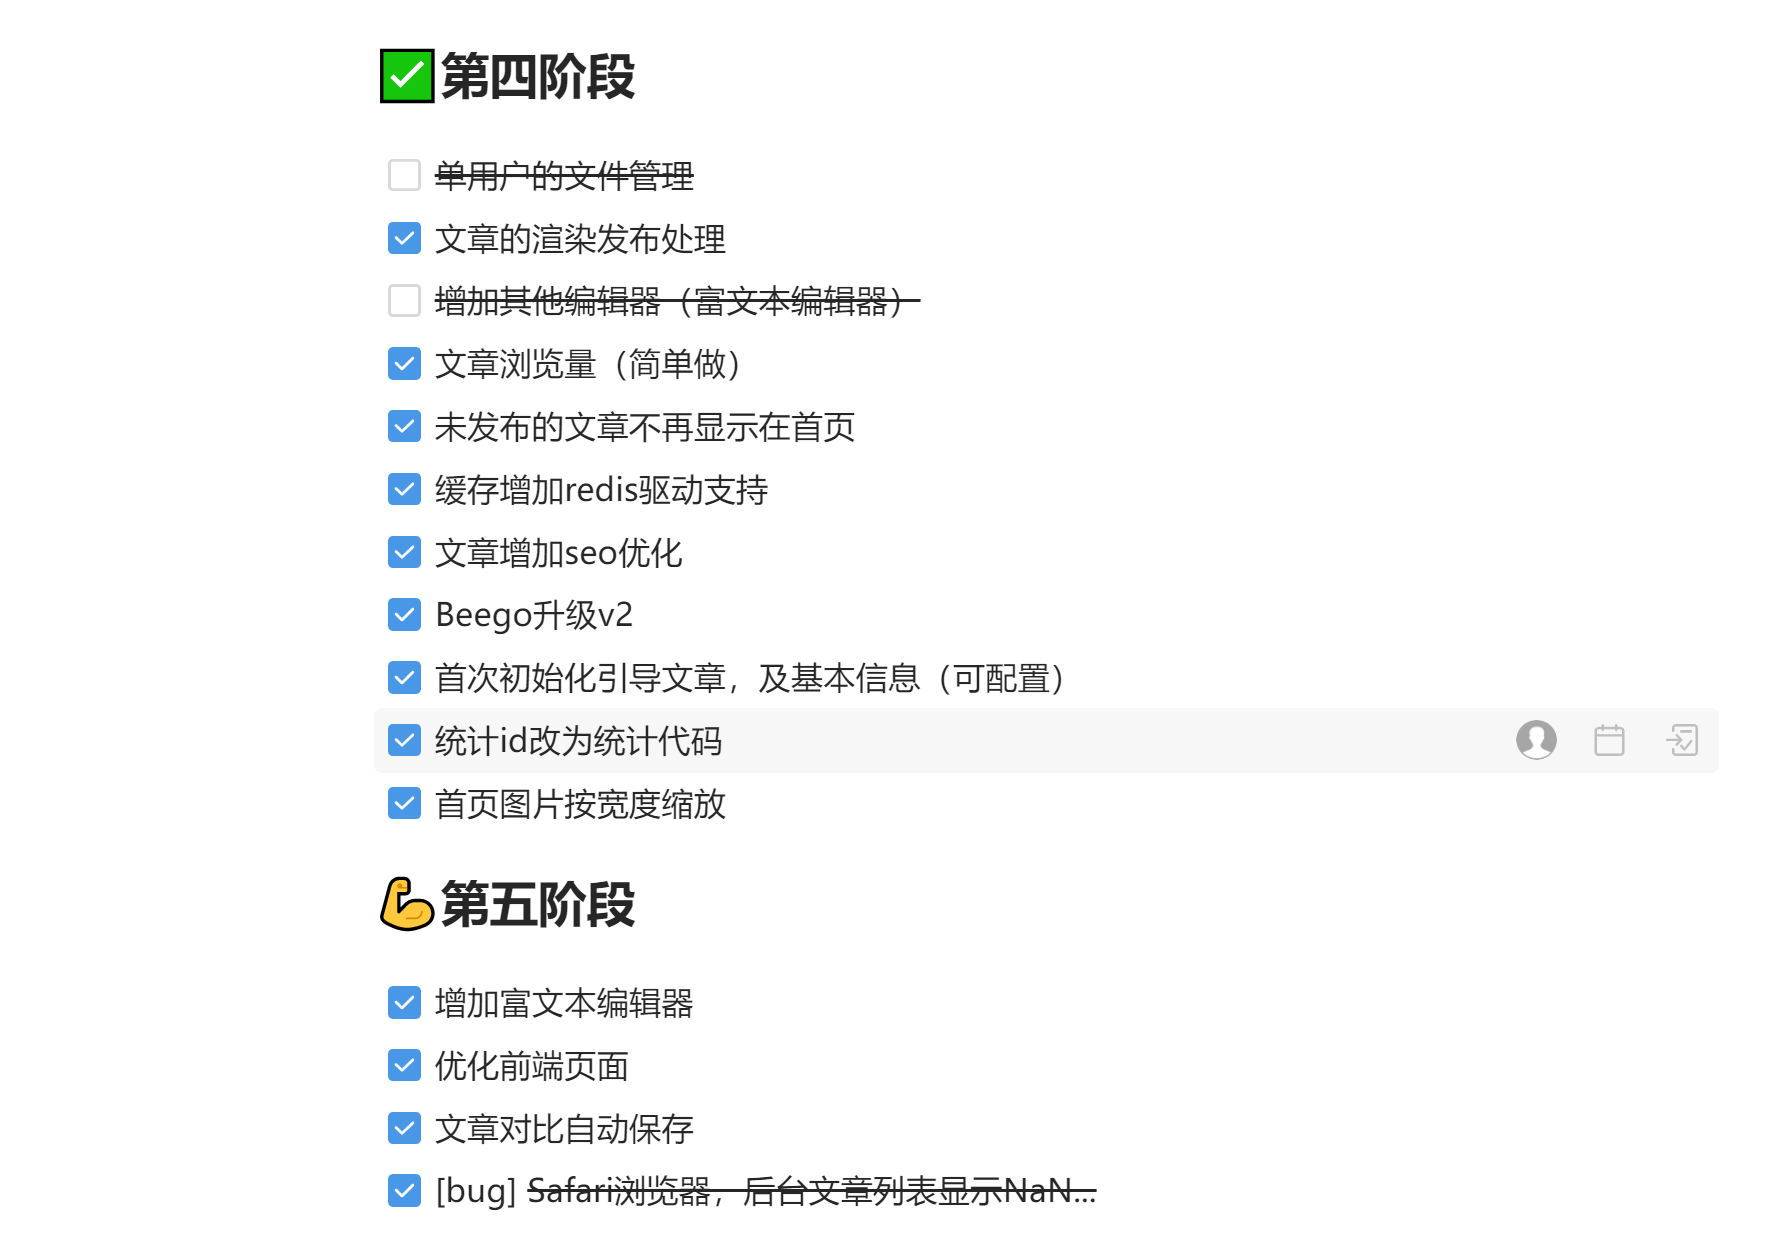 ✅第四阶段
单用户的文件管理
文章的渲染发布处理
增加其他编辑器（富文本编辑器）
文章浏览量（简单做）
未发布的文章不再显示在首页
缓存增加redis驱动支持
文章增加seo优化
Beego升级v2
首次初始化引导文章，及基本信息（可配置）
统计id改为统计代码
首页图片按宽度缩放
💪第五阶段
增加富文本编辑器
优化前端页面
文章对比自动保存
[bug] Safari浏览器，后台文章列表显示NaN...